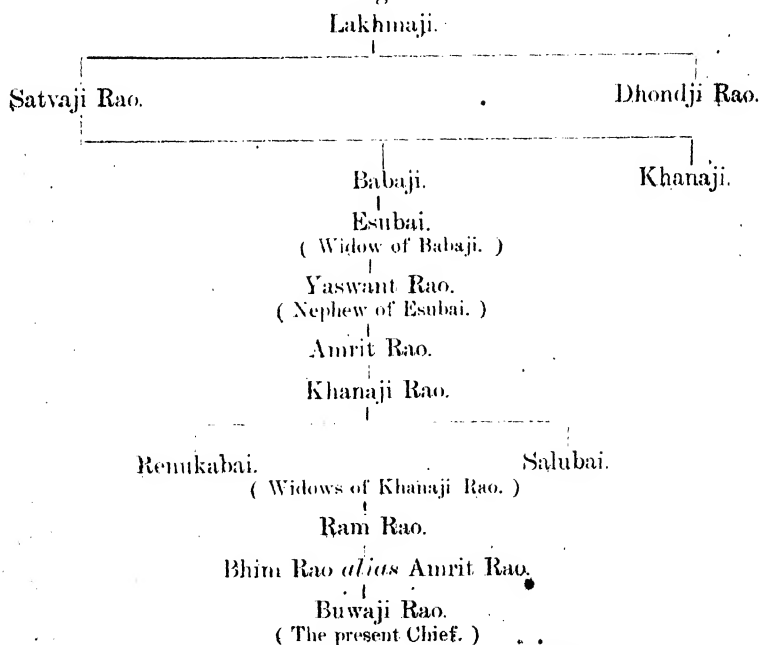 Lakhmaji.
Satvaji Rao. Dhondji Rao.
Babaji. Khanaji.
Esubai.
( Widow of Babaji. )
Yaswant Rao.
( Nephew of Esubai. )
Amrit Rao.
Khanaji Rao.
Renukabai. Salubai.
( Widows of Khanaji Rao. )
Ram Rao.
Bhim Rao alias Amrit Rao.
Buwaji Rao.
( The present Chief. )